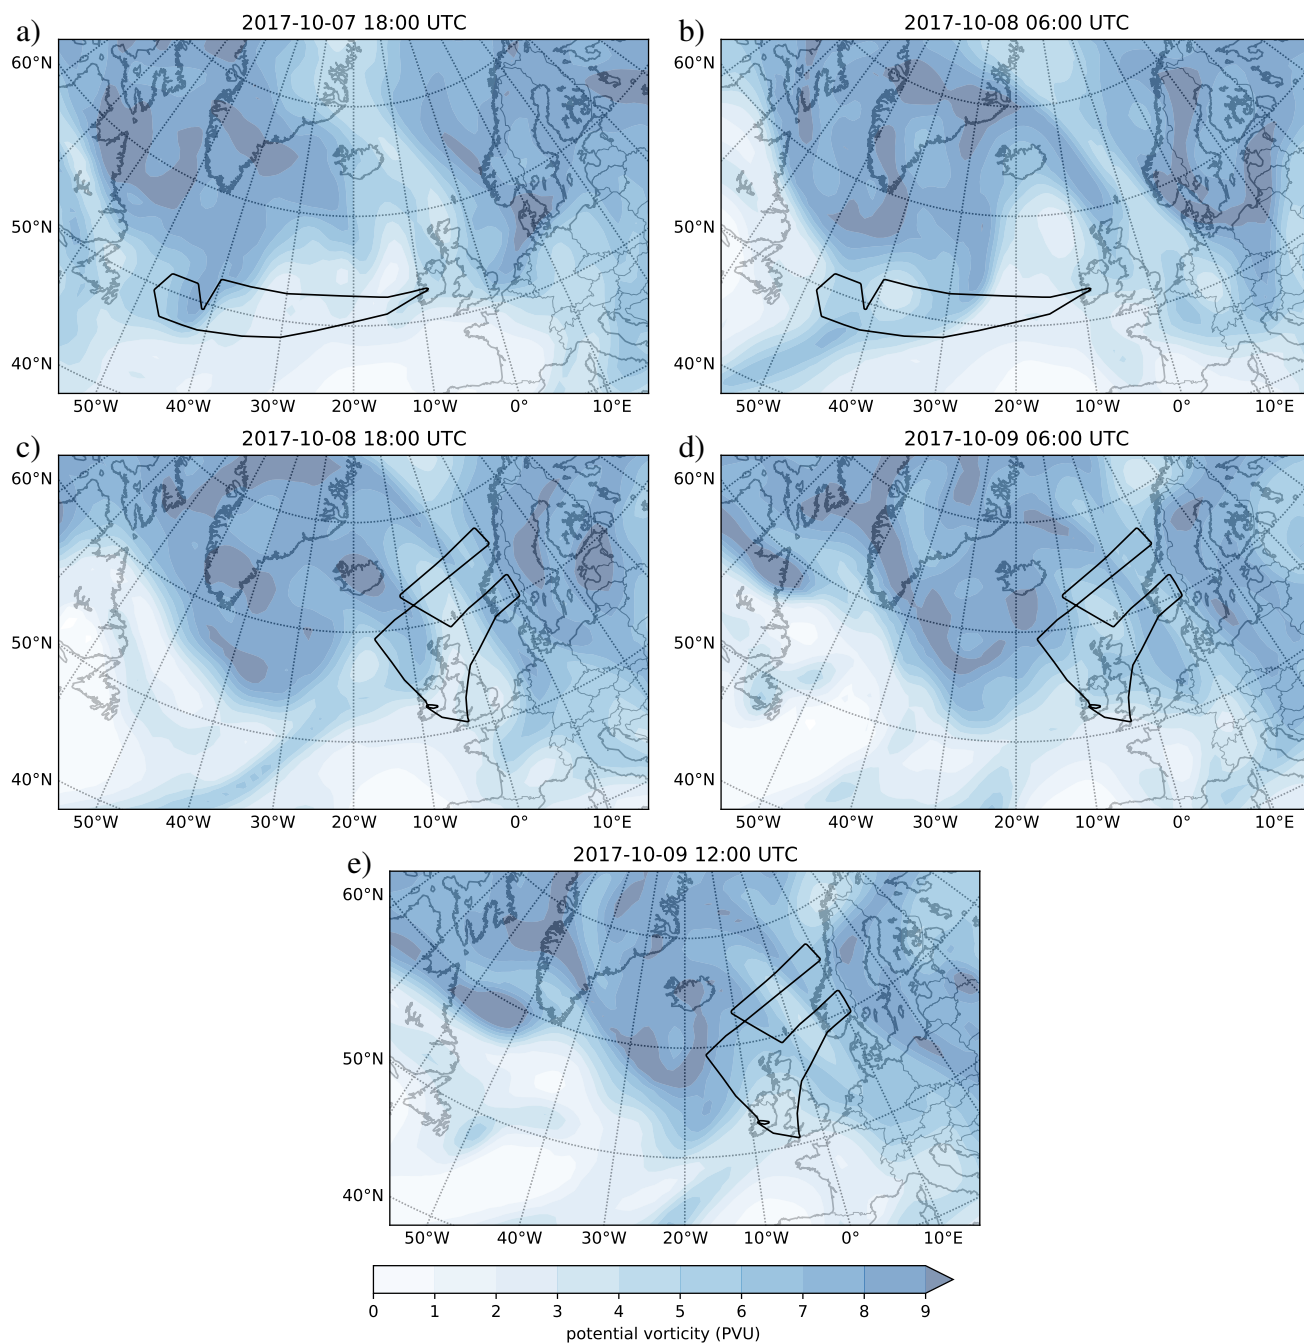 a) 2017-10-07 18:00 UTC
60°N
50°N
40°N
50°W 40°W 30°W 20°W 10°W 0° 10°E
b) 2017-10-08 06:00 UTC
60°N
50°N
40°N
50°W 40°W 30°W 20°W 10°W 0° 10°E
c) 2017-10-08 18:00 UTC
60°N
50°N
40°N
50°W 40°W 30°W 20°W 10°W 0° 10°E
d) 2017-10-09 06:00 UTC
60°N
50°N
40°N
50°W 40°W 30°W 20°W 10°W 0° 10°E
e) 2017-10-09 12:00 UTC
60°N
50°N
40°N
50°W 40°W 30°W 20°W 10°W 0° 10°E
0 1 2 3 4 5 6 7 8 9
potential vorticity (PVU)